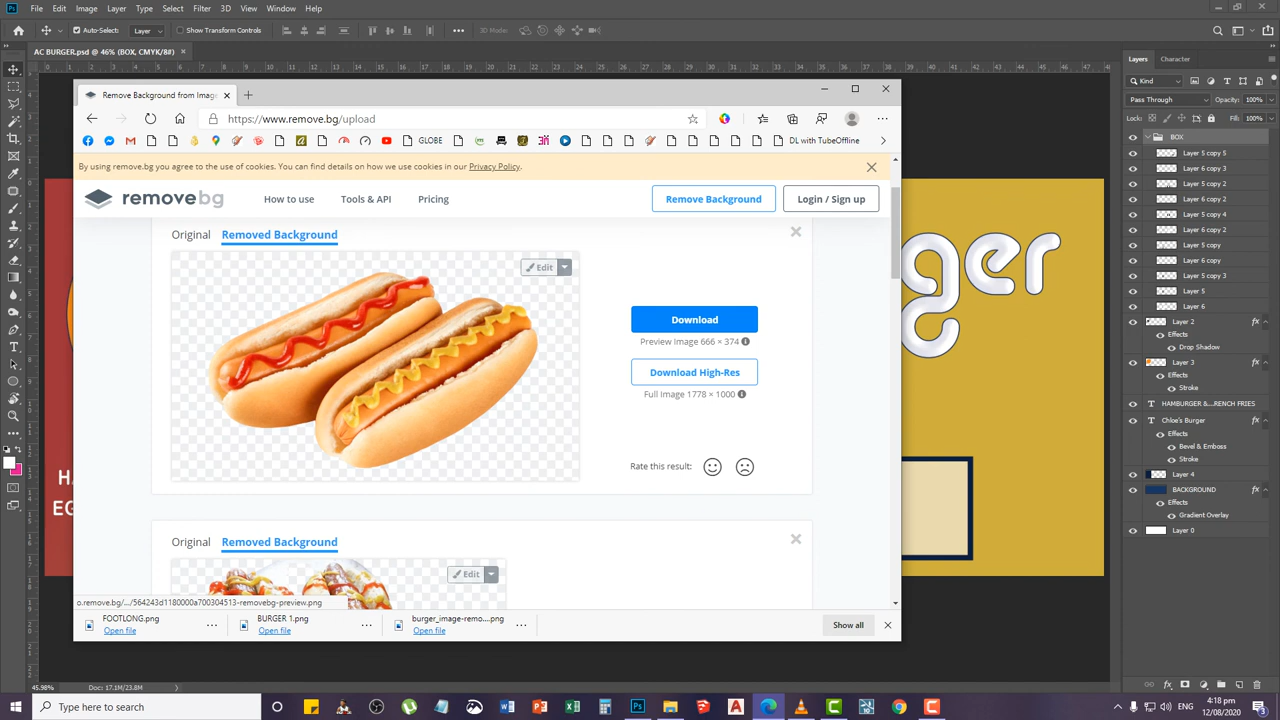 Ps File Edit Image Layer Type Select Filter 3D View Window Help
Auto-Select: Layer Show Transform Controls 3D Mode:
AC BURGER.psd @ 46% (BOX, CMYK/8#)
Remove Background from Image
https://www.remove.bg/upload
GLOBE
DL with TubeOffline
By using remove.bg you agree to the use of cookies. You can find details on how we use cookies in our Privacy Policy.
removebg
How to use
Tools & API
Pricing
Remove Background
Login / Sign up
Original
Removed Background
Edit
Download
Preview Image 666 × 374
Download High-Res
Full Image 1778 × 1000
Rate this result:
Original
Removed Background
Edit
o.remove.bg/.../564243d1180000a700304513-removebg-preview.png
FOOTLONG.png
Open file
BURGER 1.png
Open file
burger_image-remo....png
Open file
Show all
ger
HA
EG
Layers
Character
Kind
Pass Through
Opacity: 100%
Lock:
Fill: 100%
BOX
Layer 5 copy 5
Layer 6 copy 3
Layer 5 copy 2
Layer 6 copy 2
Layer 5 copy 4
Layer 6 copy 2
Layer 5 copy
Layer 6 copy
Layer 5 copy 3
Layer 5
Layer 6
Layer 2 fx
Effects
Drop Shadow
Layer 3 fx
Effects
Stroke
T HAMBURGER &....RENCH FRIES
T Chloe's Burger fx
Effects
Bevel & Emboss
Stroke
Layer 4
BACKGROUND fx
Effects
Gradient Overlay
Layer 0
45.98% Doc: 17.1M/23.8M
Type here to search
4:18 pm
12/08/2020